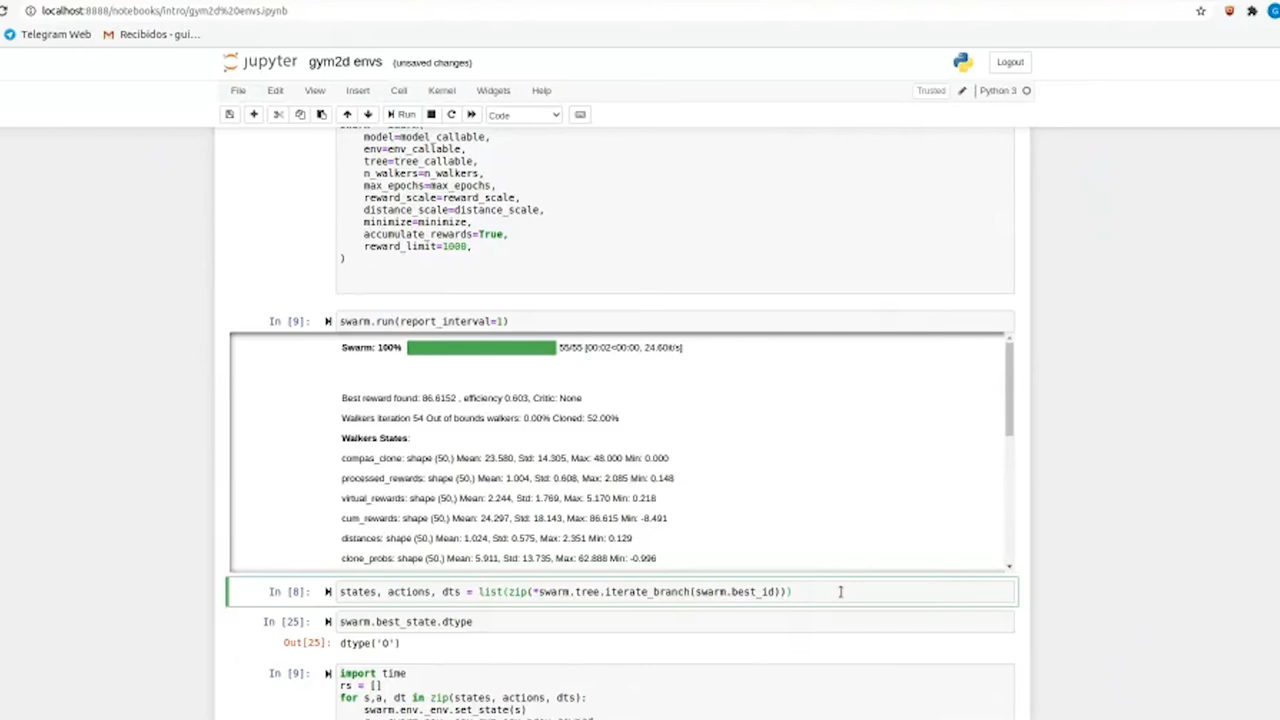 localhost:8888/notebooks/intro/gym2d%20envs.ipynb
Telegram Web
Recibidos - gui...
jupyter gym2d envs (unsaved changes)
Logout
File Edit View Insert Cell Kernel Widgets Help
Trusted Python 3
Run Code
model=model_callable,
env=env_callable,
tree=tree_callable,
n_walkers=n_walkers,
max_epochs=max_epochs,
reward_scale=reward_scale,
distance_scale=distance_scale,
minimize=minimize,
accumulate_rewards=True,
reward_limit=1000,
)
In [9]: swarm.run(report_interval=1)
Swarm: 100% 55/55 [00:02<00:00, 24.60it/s]
Best reward found: 86.6152 , efficiency 0.603, Critic: None
Walkers iteration 54 Out of bounds walkers: 0.00% Cloned: 52.00%
Walkers States:
compas_clone: shape (50,) Mean: 23.580, Std: 14.305, Max: 48.000 Min: 0.000
processed_rewards: shape (50,) Mean: 1.004, Std: 0.608, Max: 2.085 Min: 0.148
virtual_rewards: shape (50,) Mean: 2.244, Std: 1.769, Max: 5.170 Min: 0.218
cum_rewards: shape (50,) Mean: 24.297, Std: 18.143, Max: 86.615 Min: -8.491
distances: shape (50,) Mean: 1.024, Std: 0.575, Max: 2.351 Min: 0.129
clone_probs: shape (50,) Mean: 5.911, Std: 13.735, Max: 62.888 Min: -0.996
In [8]: states, actions, dts = list(zip(*swarm.tree.iterate_branch(swarm.best_id)))
In [25]: swarm.best_state.dtype
Out[25]: dtype('O')
In [9]: import time
rs = []
for s,a, dt in zip(states, actions, dts):
swarm.env._env.set_state(s)